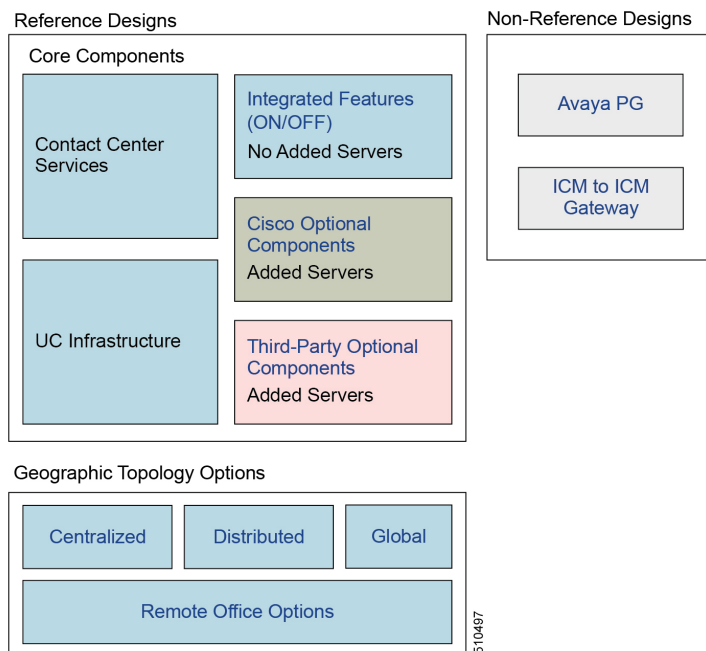 Reference Designs
Core Components
Contact Center
Services
UC Infrastructure
Integrated Features
(ON/OFF)
No Added Servers
Cisco Optional
Components
Added Servers
Third-Party Optional
Components
Added Servers
Non-Reference Designs
Avaya PG
ICM to ICM
Gateway
Geographic Topology Options
Centralized
Distributed
Global
Remote Office Options
510497